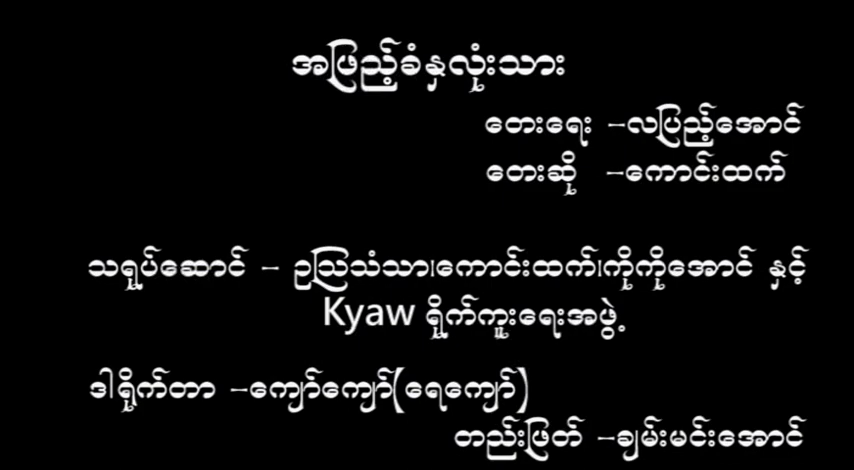 အဖြည့်ခံနှလုံးသား
တေးရေး -လပြည့်အောင်
တေးဆို -ကောင်းထက်
သရုပ်ဆောင် - ဥဩသံသာ၊ကောင်းထက်၊ကိုကိုအောင် နှင့်
Kyaw ရိုက်ကူးရေးအဖွဲ့
ဒါရိုက်တာ -ကျော်ကျော်(ရေကျော်)
တည်းဖြတ် -ချမ်းမင်းအောင်